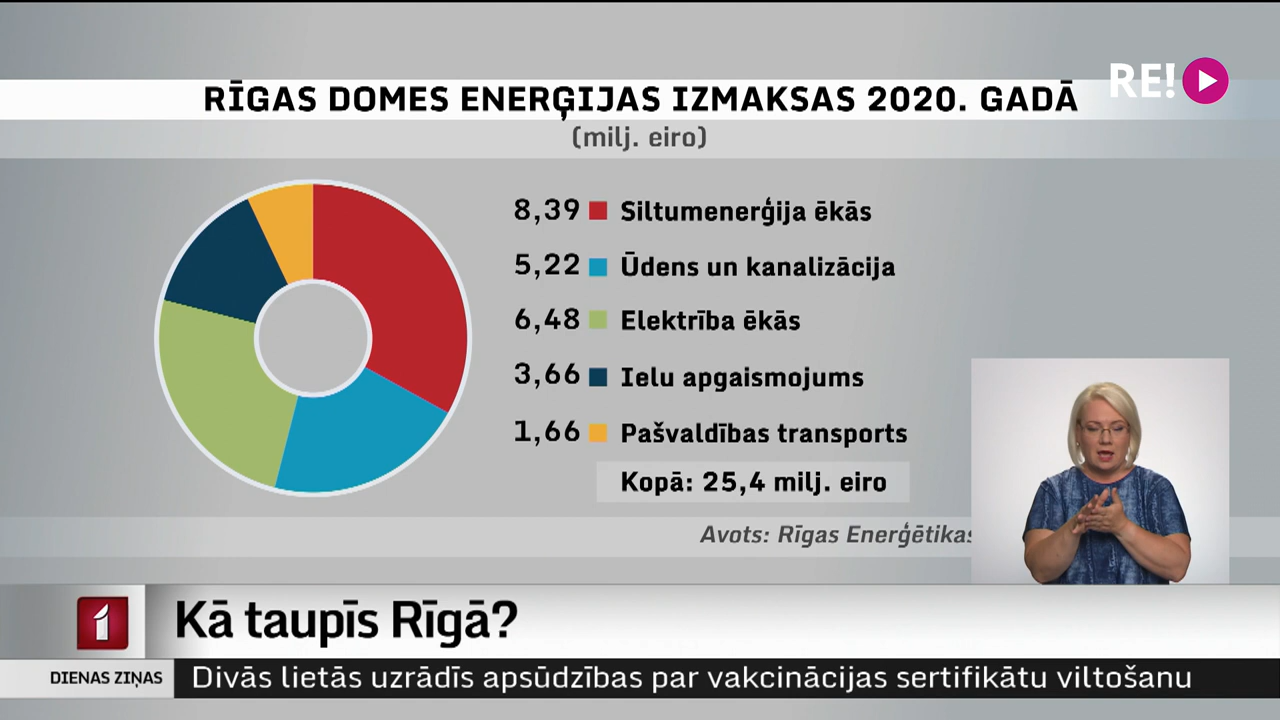 RE!
RĪGAS DOMES ENERĢIJAS IZMAKSAS 2020. GADĀ
(milj. eiro)
8,39 Siltumenerģija ēkās
5,22 Ūdens un kanalizācija
6,48 Elektrība ēkās
3,66 Ielu apgaismojums
1,66 Pašvaldības transports
Kopā: 25,4 milj. eiro
Avots: Rīgas Enerģētikas
1 Kā taupīs Rīgā?
DIENAS ZIŅAS Divās lietās uzrādīs apsūdzības par vakcinācijas sertifikātu viltošanu